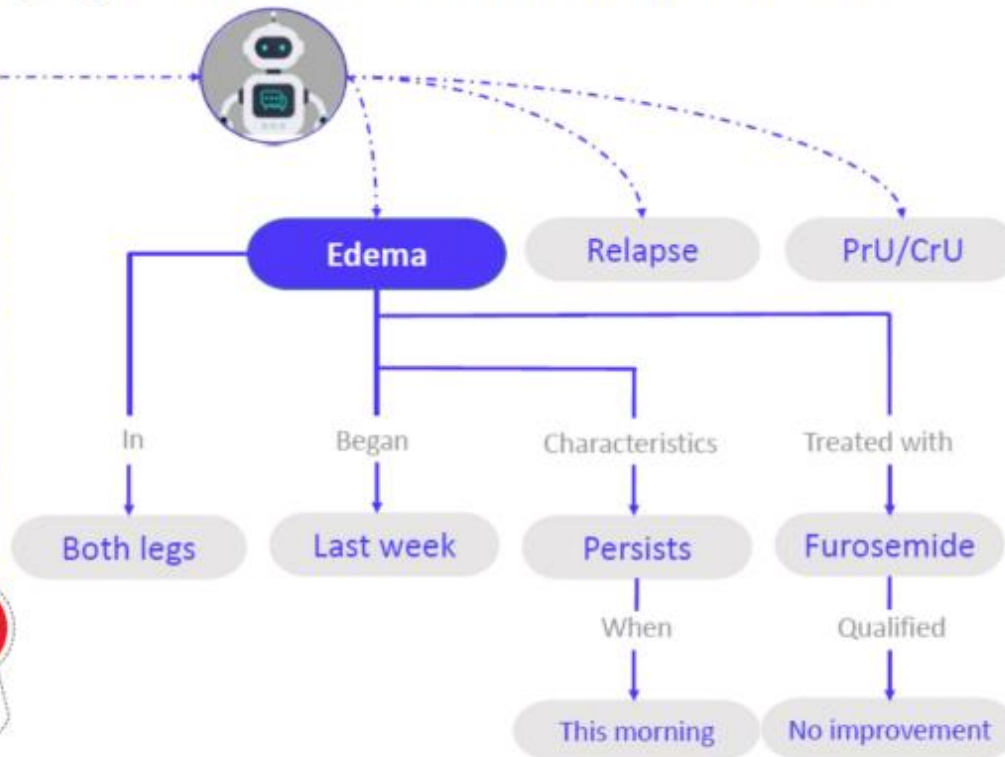 Edema
Relapse
PrU/CrU
In
Began
Characteristics
Treated with
Both legs
Last week
Persists
Furosemide
When
Qualified
This morning
No improvement